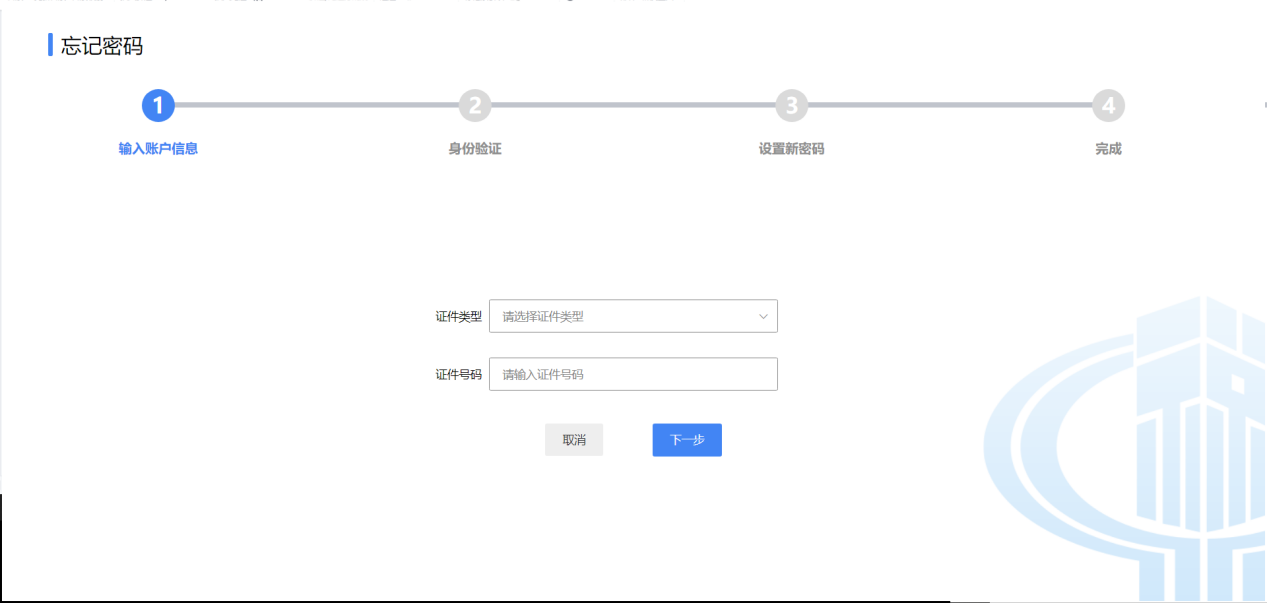 忘记密码
1 2 3 4
输入账户信息 身份验证 设置新密码 完成
证件类型 请选择证件类型
证件号码 请输入证件号码
取消 下一步